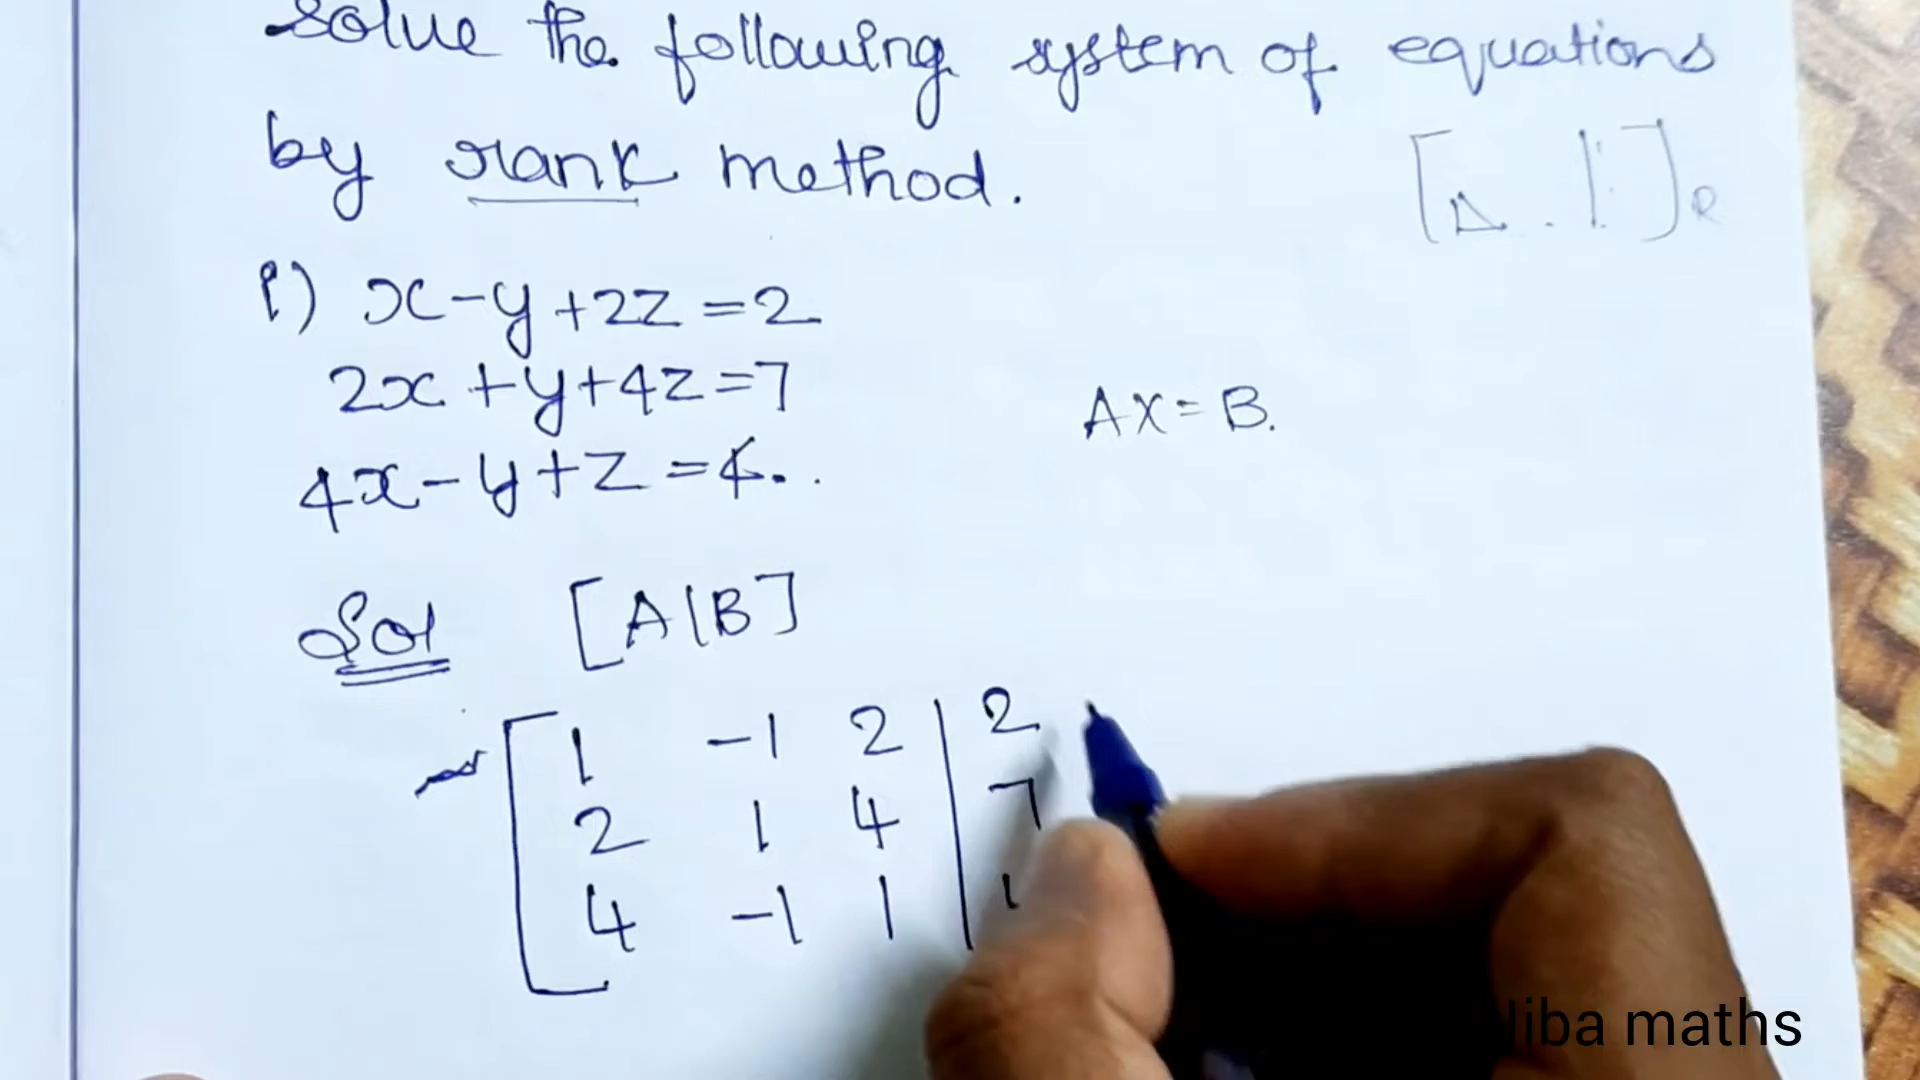 Solve the following system of equations
by rank method.
[△ . | : ]R
i) x-y+2z=2
2x+y+4z=7
AX=B.
4x-y+z=4..
Sol [A|B]
1 -1 2 | 2
2 1 4 | 7
4 -1 1 |
iba maths